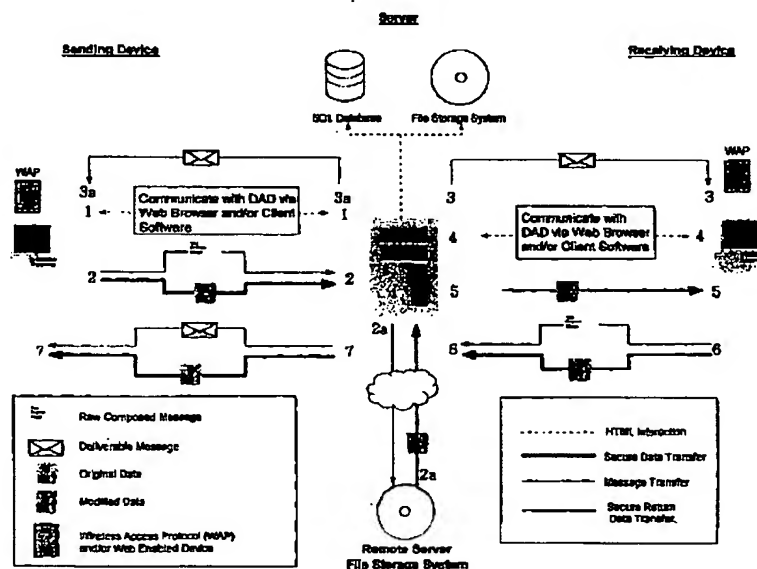 Server
Sending Device
Receiving Device
SQL Database
File Storage System
WAP
WAP
3a
3a
3
3
1
Communicate with DAD via
Web Browser and/or Client
Software
1
4
Communicate with
DAD via Web Browser
and/or Client Software
4
2
2
5
5
7
7
2a
6
6
2a
Raw Composed Message
Deliverable Message
Original Data
Modified Data
Wireless Access Protocol (WAP)
and/or Web Enabled Device
HTML Interaction
Secure Data Transfer
Message Transfer
Secure Return
Data Transfer.
Remote Server
File Storage System